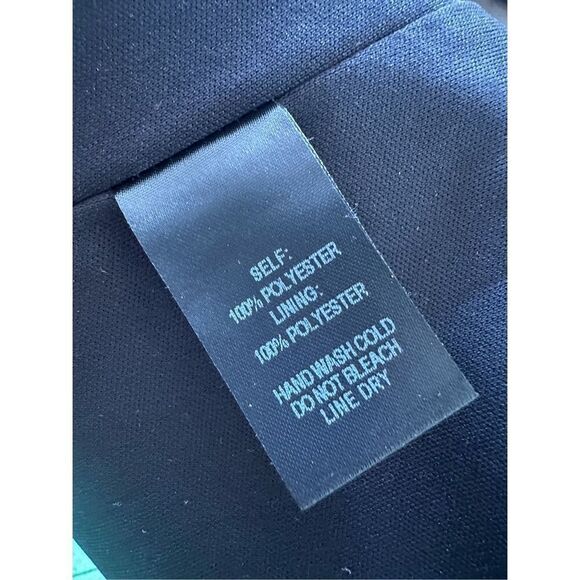 SELF:
100% POLYESTER
LINING:
100% POLYESTER
HAND WASH COLD
DO NOT BLEACH
LINE DRY